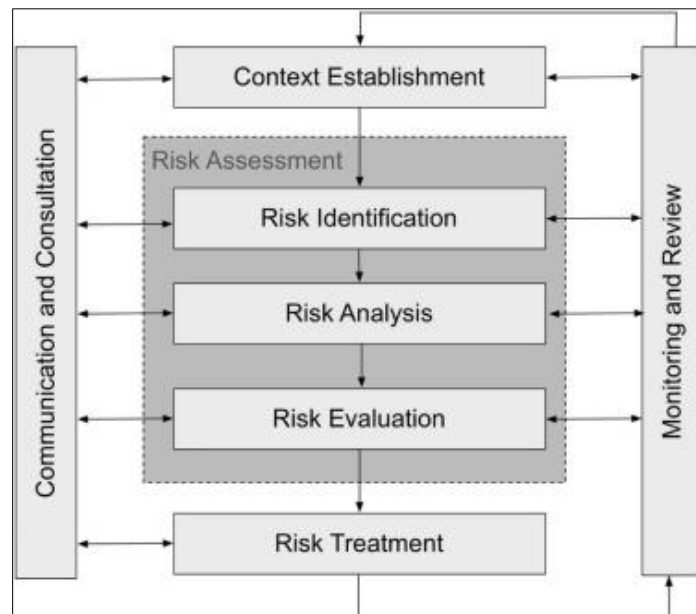 Context Establishment
Risk Assessment
Risk Identification
Risk Analysis
Risk Evaluation
Risk Treatment
Communication and Consultation
Monitoring and Review